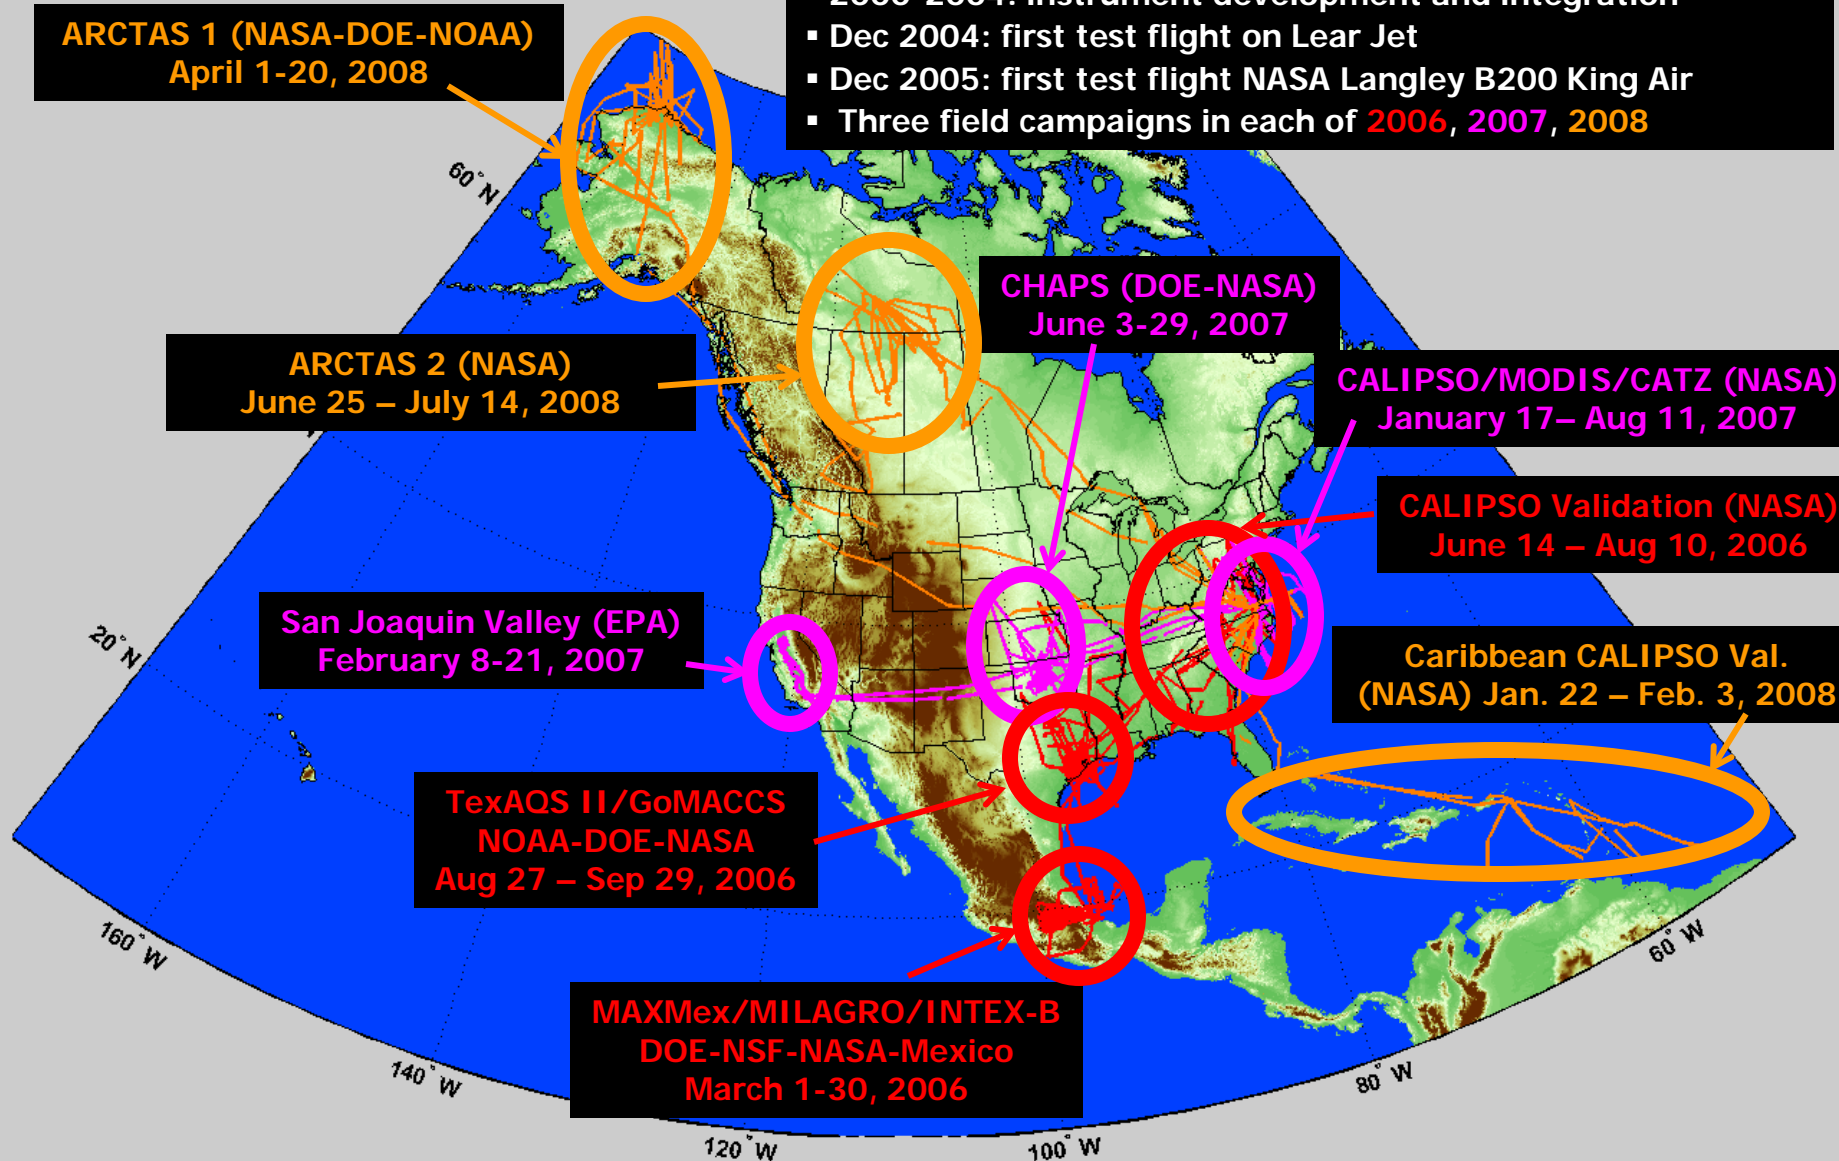 2000-2004: instrument development and integration
▪ Dec 2004: first test flight on Lear Jet
▪ Dec 2005: first test flight NASA Langley B200 King Air
▪ Three field campaigns in each of 2006, 2007, 2008
ARCTAS 1 (NASA-DOE-NOAA)
April 1-20, 2008
60° N
CHAPS (DOE-NASA)
June 3-29, 2007
ARCTAS 2 (NASA)
June 25 – July 14, 2008
CALIPSO/MODIS/CATZ (NASA)
January 17– Aug 11, 2007
CALIPSO Validation (NASA)
June 14 – Aug 10, 2006
San Joaquin Valley (EPA)
February 8-21, 2007
20° N
Caribbean CALIPSO Val.
(NASA) Jan. 22 – Feb. 3, 2008
TexAQS II/GoMACCS
NOAA-DOE-NASA
Aug 27 – Sep 29, 2006
MAXMex/MILAGRO/INTEX-B
DOE-NSF-NASA-Mexico
March 1-30, 2006
160° W
140° W
120° W
100° W
80° W
60° W